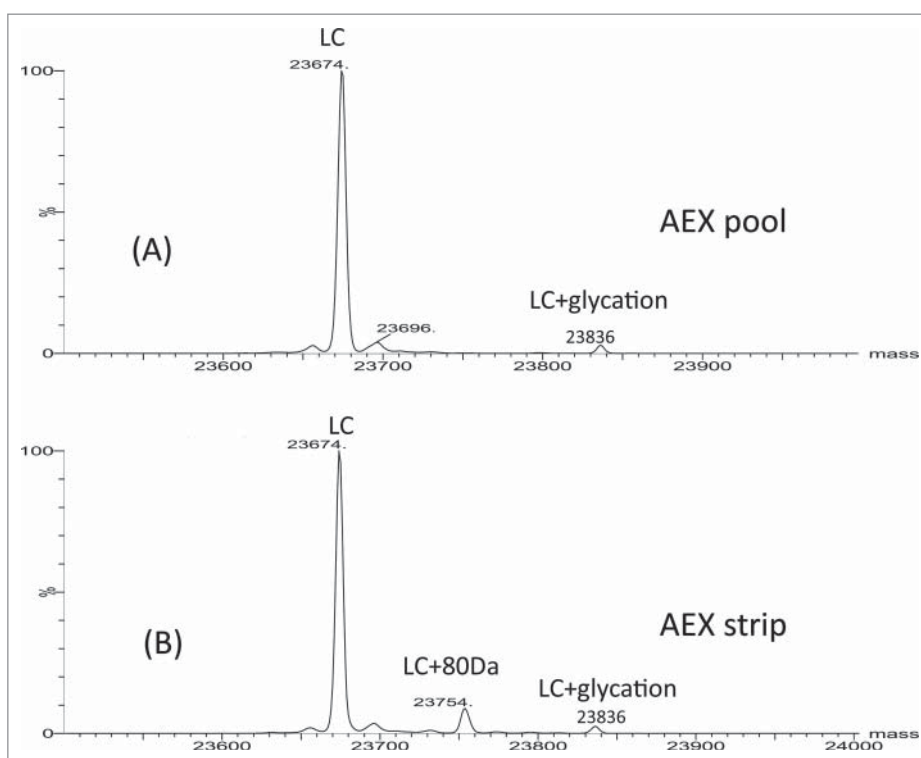 LC
23674.
100
%
(A)
AEX pool
LC+glycation
23696.
23836
0
mass
23600
23700
23800
23900
LC
23674.
100
%
(B)
AEX strip
LC+80Da
23754.
LC+glycation
23836
0
mass
23600
23700
23800
23900
24000